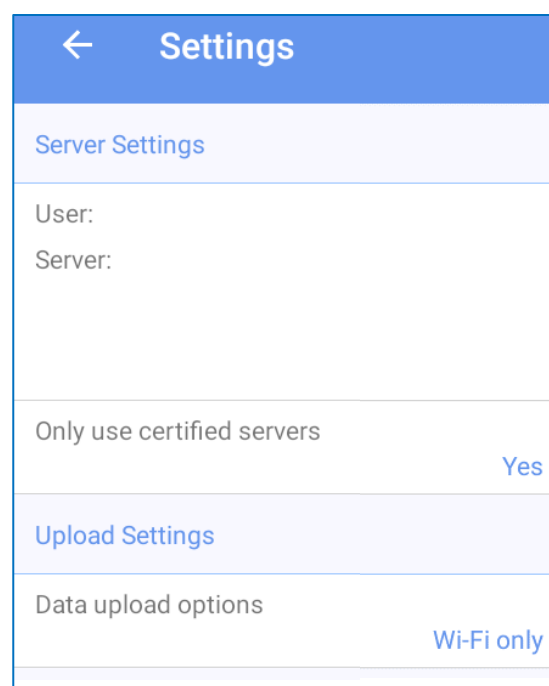 Settings
Server Settings
User:
Server:
Only use certified servers
Yes
Upload Settings
Data upload options
Wi-Fi only